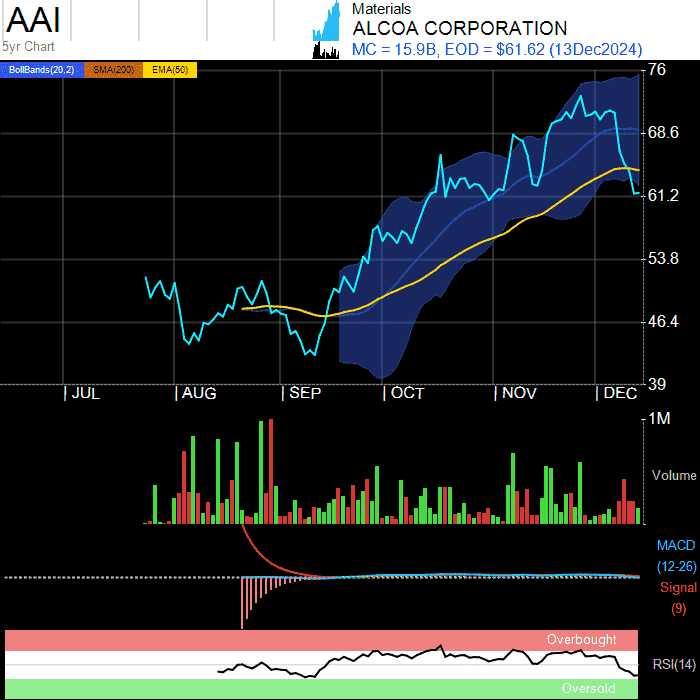 AAI
5yr Chart
Materials
ALCOA CORPORATION
MC = 15.9B, EOD = $61.62 (13Dec2024)
BollBands(20,2) SMA(200) EMA(50)
76
68.6
61.2
53.8
46.4
39
JUL AUG SEP OCT NOV DEC
1M
Volume
MACD
(12-26)
Signal
(9)
Overbought
RSI(14)
Oversold